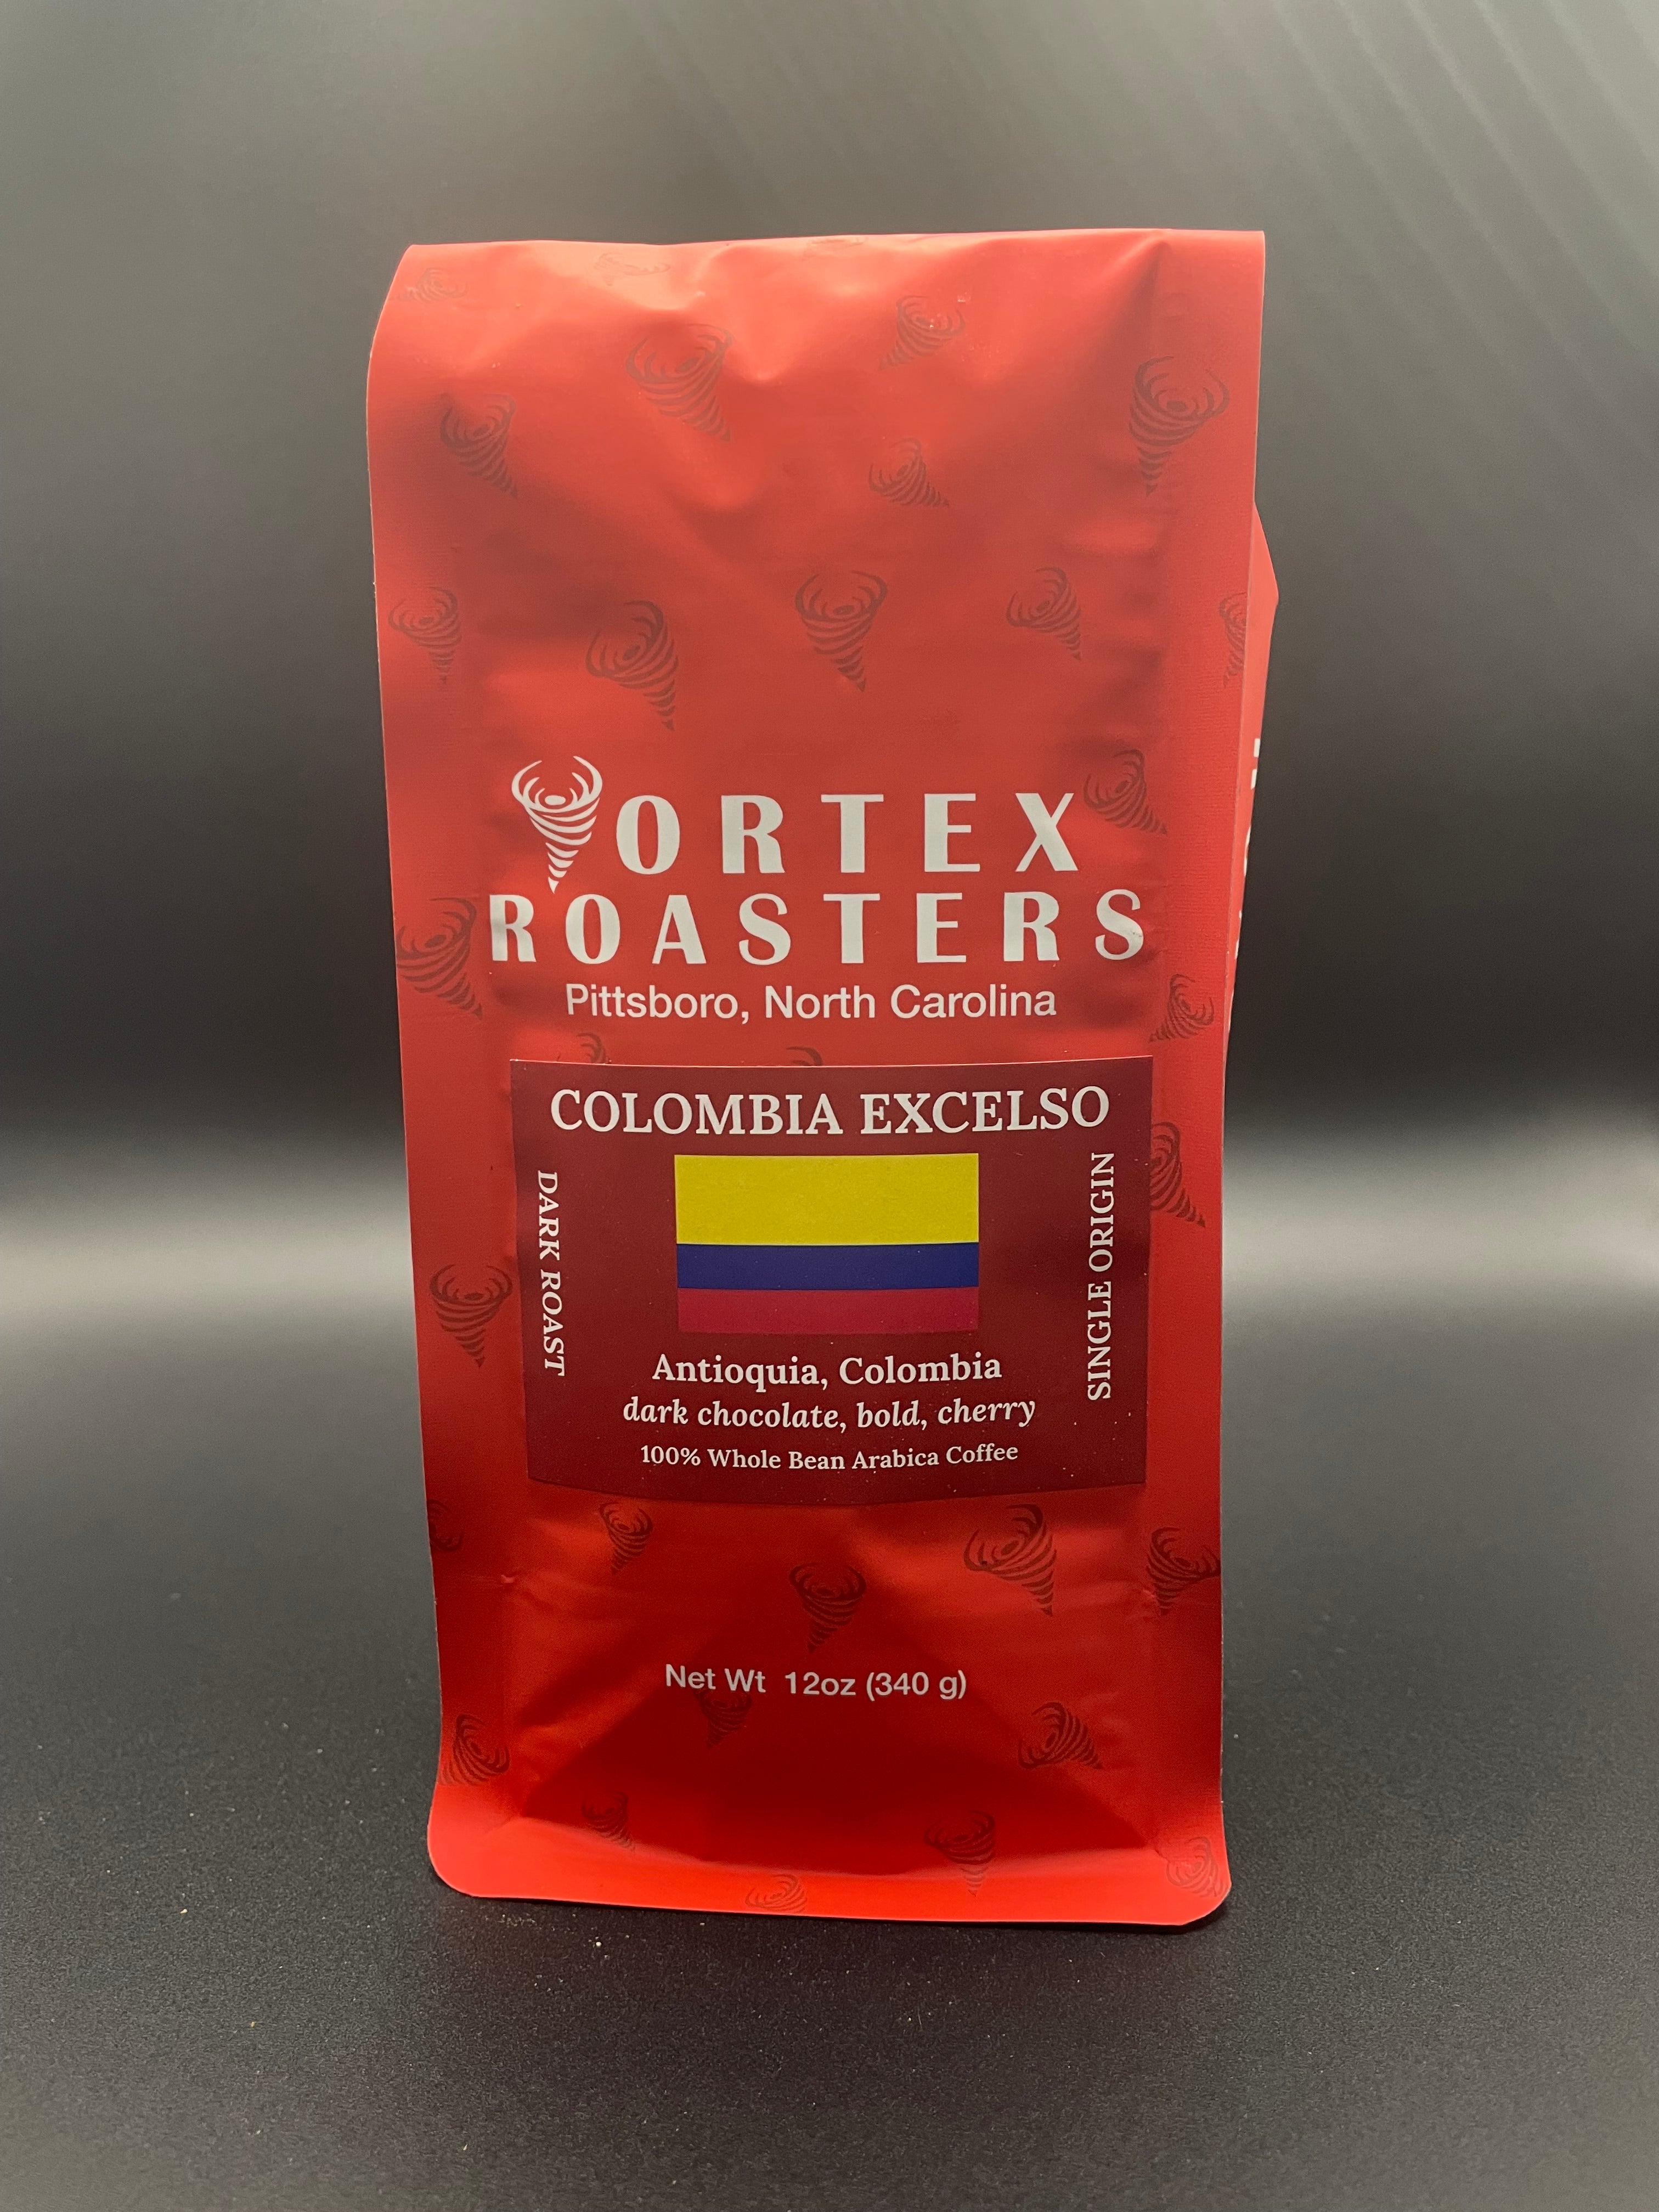 VORTEX
ROASTERS
Pittsboro, North Carolina
COLOMBIA EXCELSO
DARK ROAST
SINGLE ORIGIN
Antioquia, Colombia
dark chocolate, bold, cherry
100% Whole Bean Arabica Coffee
Net Wt 12oz (340 g)